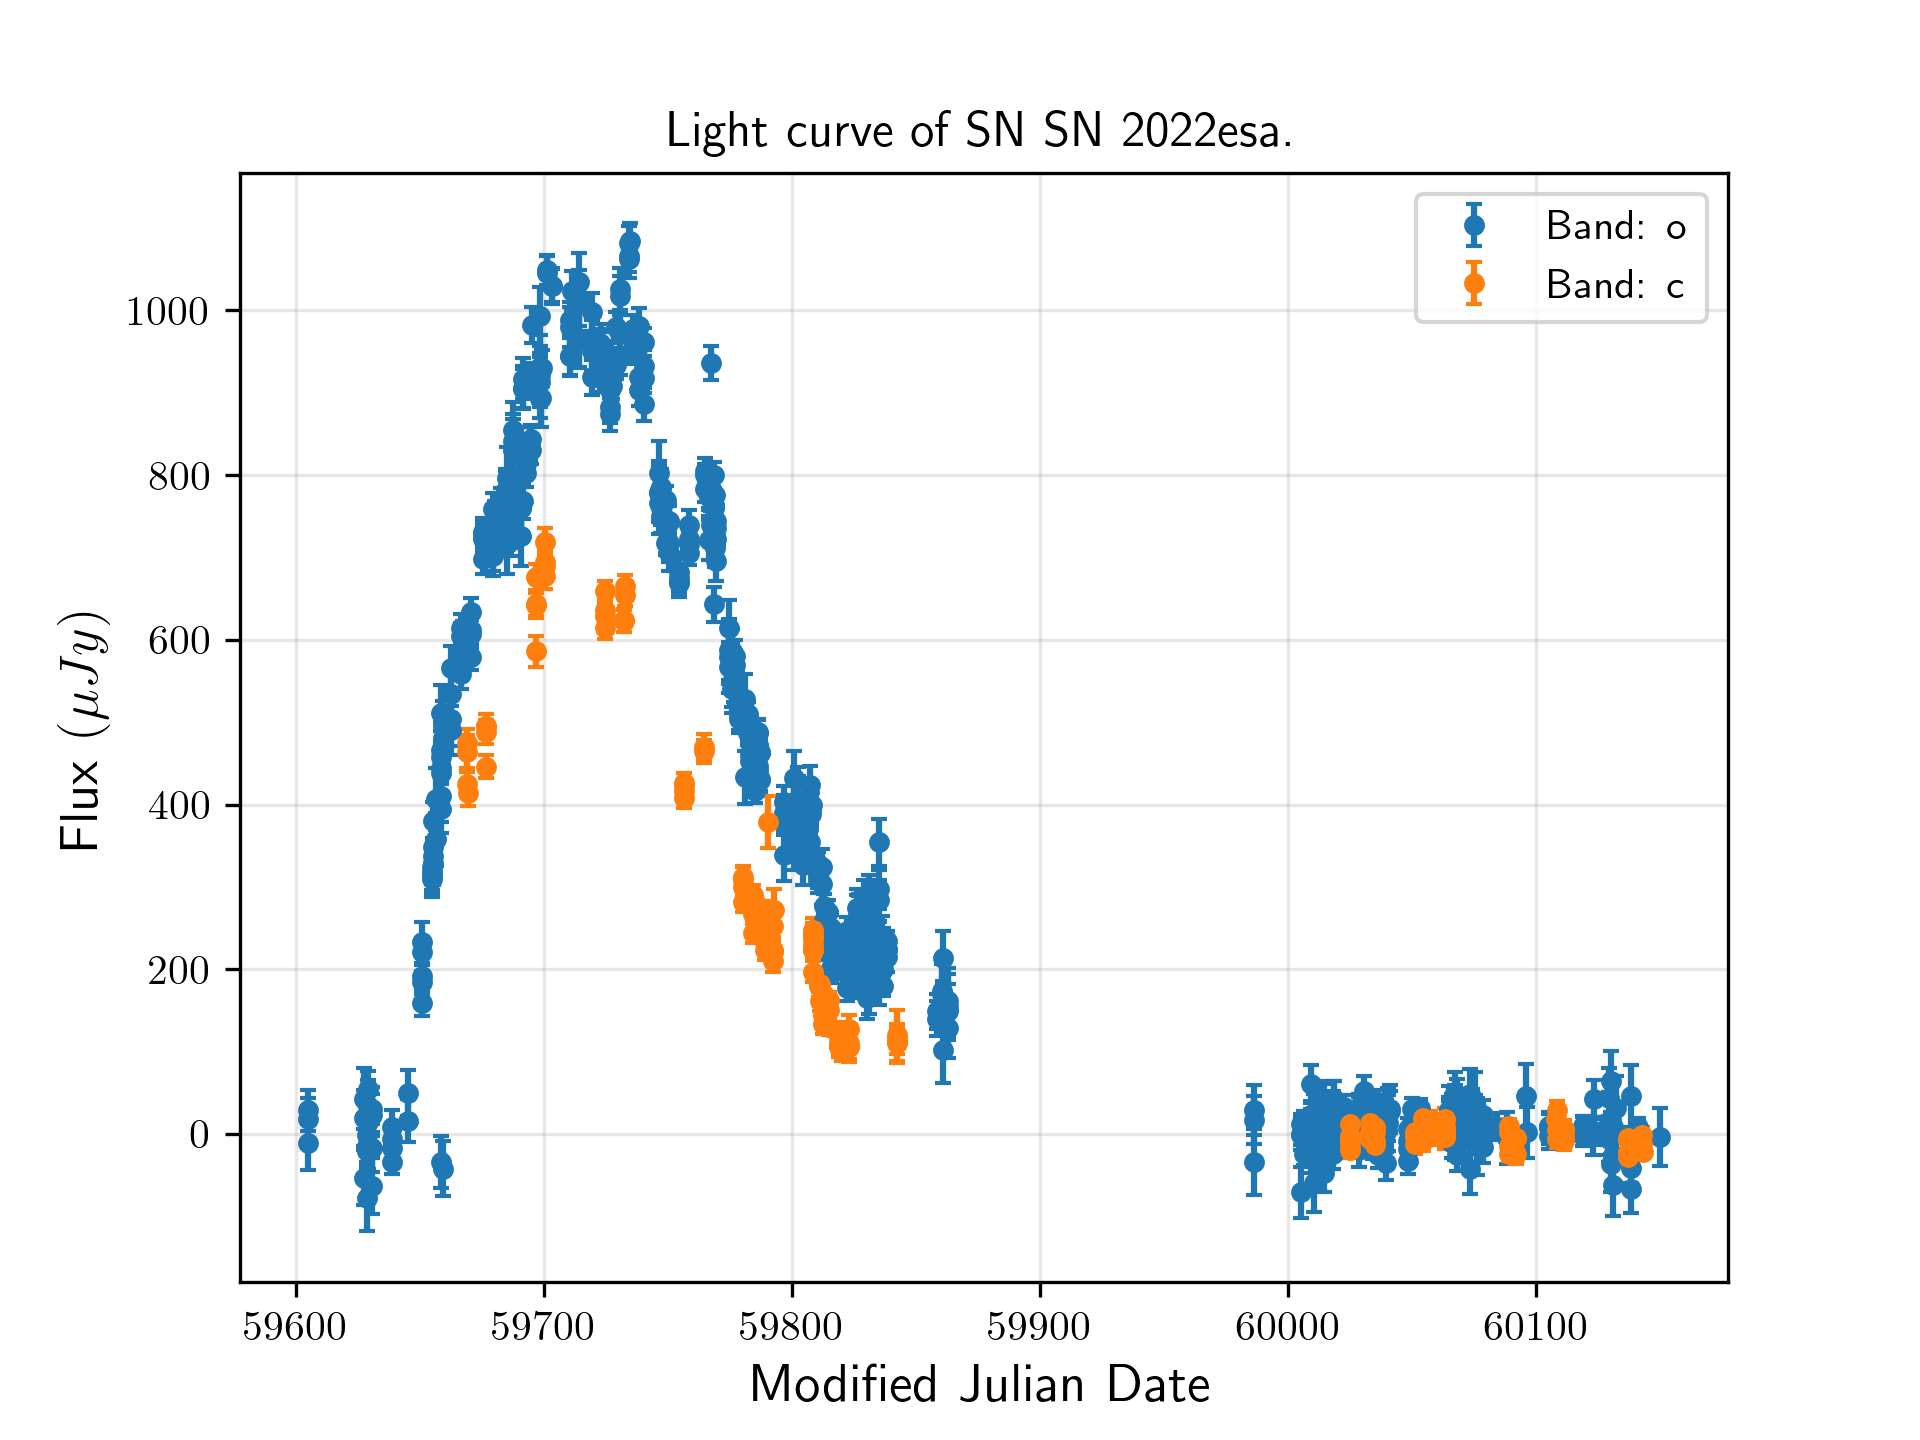 Light curve of SN SN 2022esa.
Band: o
Band: c
1000
800
600
400
200
0
Flux (μJy)
59600 59700 59800 59900 60000 60100
Modified Julian Date